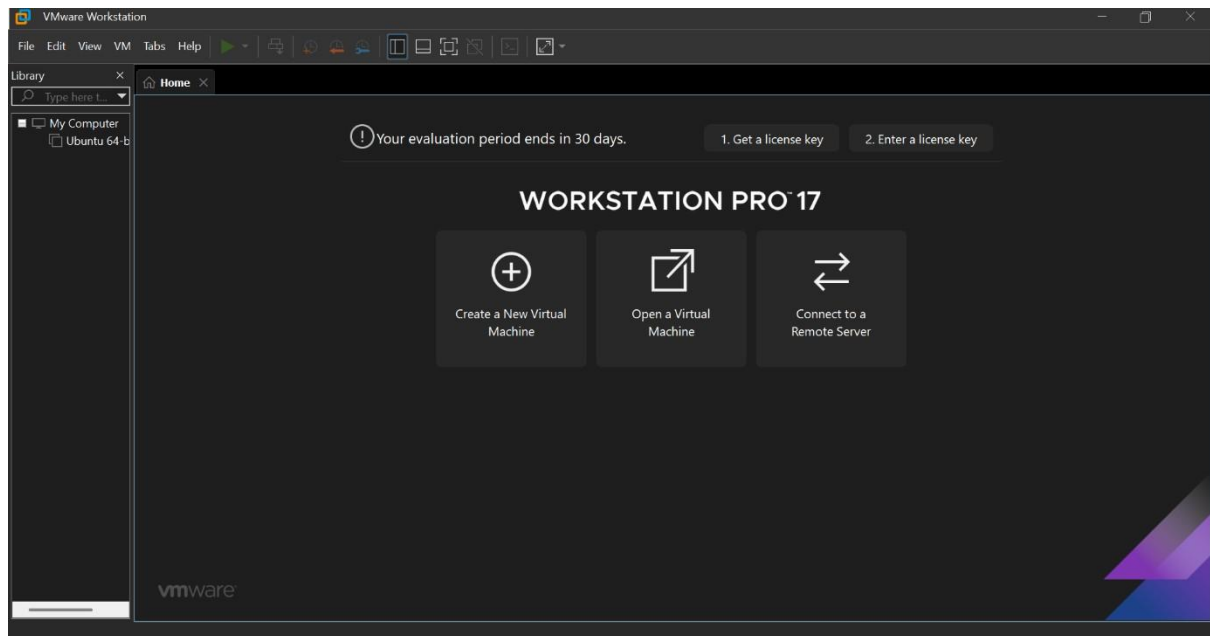 VMware Workstation
File Edit View VM Tabs Help
Library
Home
Type here t...
My Computer
Ubuntu 64-b
Your evaluation period ends in 30 days.
1. Get a license key
2. Enter a license key
WORKSTATION PRO™ 17
Create a New Virtual
Machine
Open a Virtual
Machine
Connect to a
Remote Server
vmware